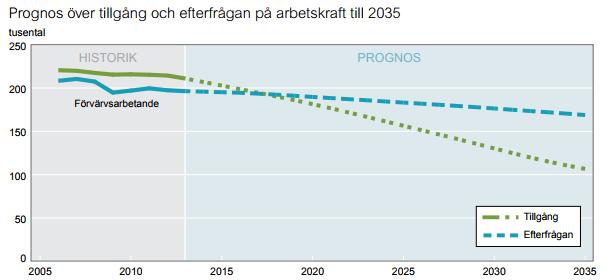 Prognos över tillgång och efterfrågan på arbetskraft till 2035
tusental
250
HISTORIK
PROGNOS
200
Förvärvsarbetande
150
100
50
Tillgång
Efterfrågan
0
2005
2010
2015
2020
2025
2030
2035